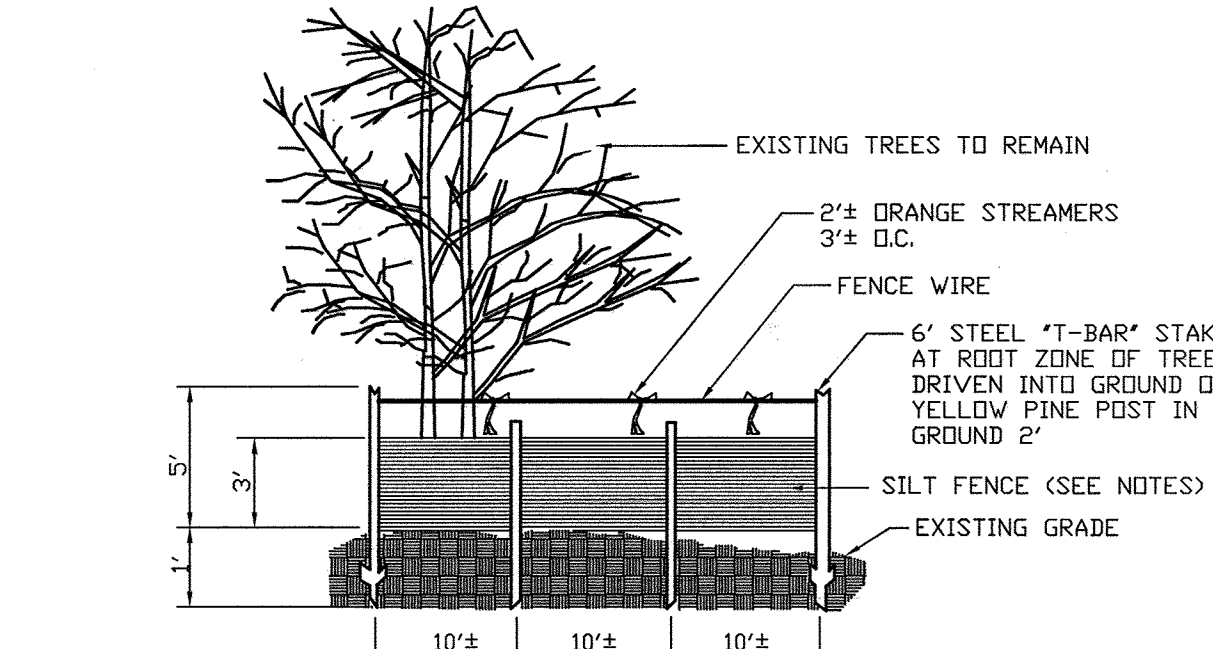 EXISTING TREES TO REMAIN
2'± ORANGE STREAMERS
3'± O.C.
FENCE WIRE
6' STEEL "T-BAR"
AT ROOT ZONE OF
DRIVEN INTO GROUND
YELLOW PINE POST IN
GROUND 2'
SILT FENCE (SEE NOTES)
EXISTING GRADE
5'
3'
1'
10'±
10'±
10'±